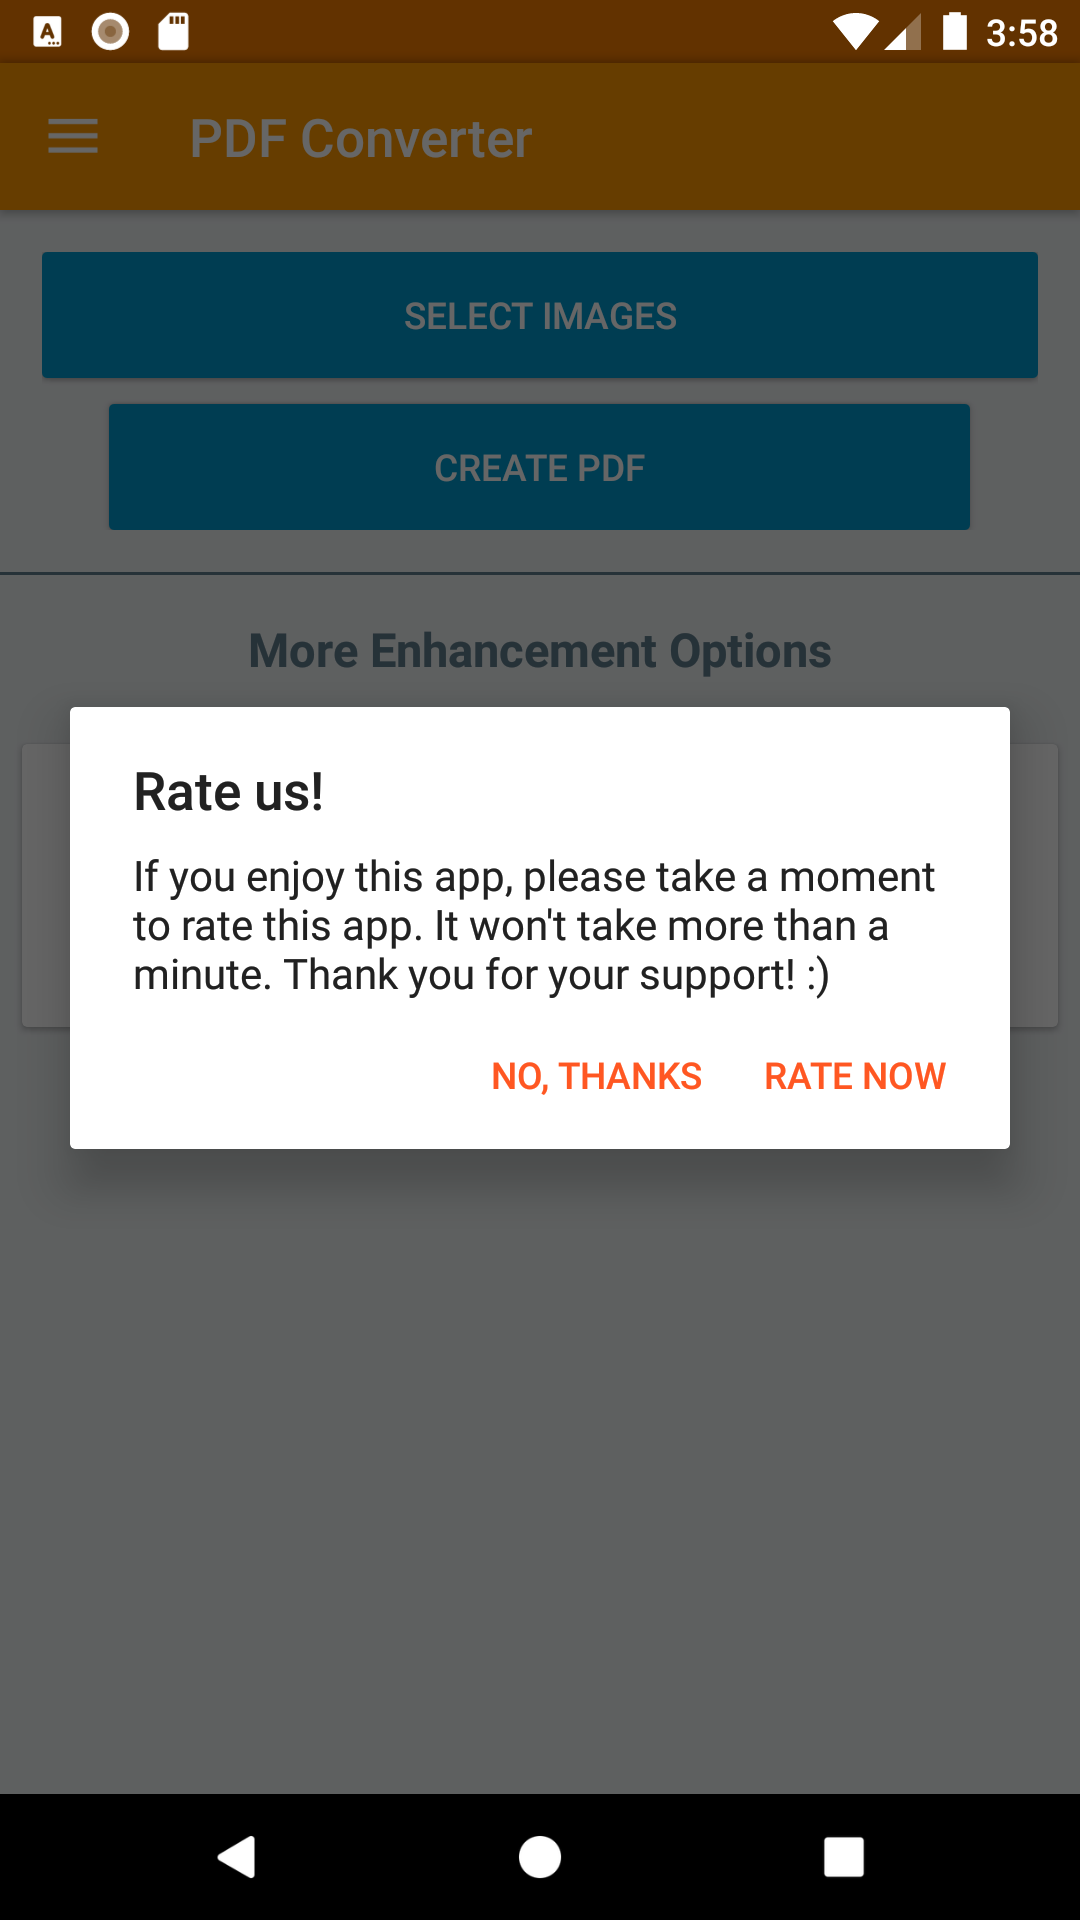 3:58
PDF Converter
SELECT IMAGES
CREATE PDF
More Enhancement Options
Rate us!
If you enjoy this app, please take a moment
to rate this app. It won't take more than a
minute. Thank you for your support! :)
NO, THANKS
RATE NOW